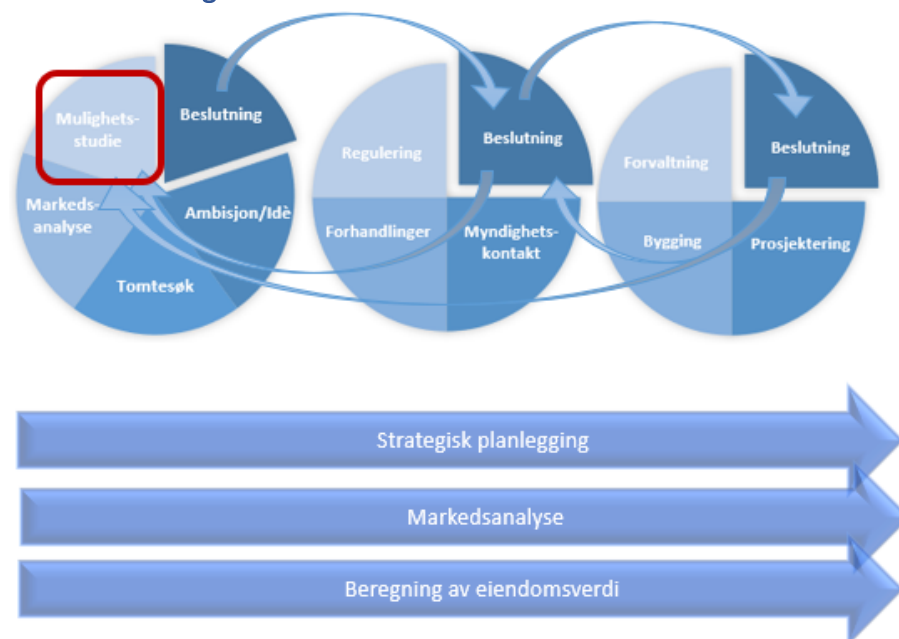 Mulighets-
studie
Beslutning
Markeds-
analyse
Ambisjon/Idè
Tomtesøk
Regulering
Beslutning
Forhandlinger
Myndighets-
kontakt
Forvaltning
Beslutning
Bygging
Prosjektering
Strategisk planlegging
Markedsanalyse
Beregning av eiendomsverdi